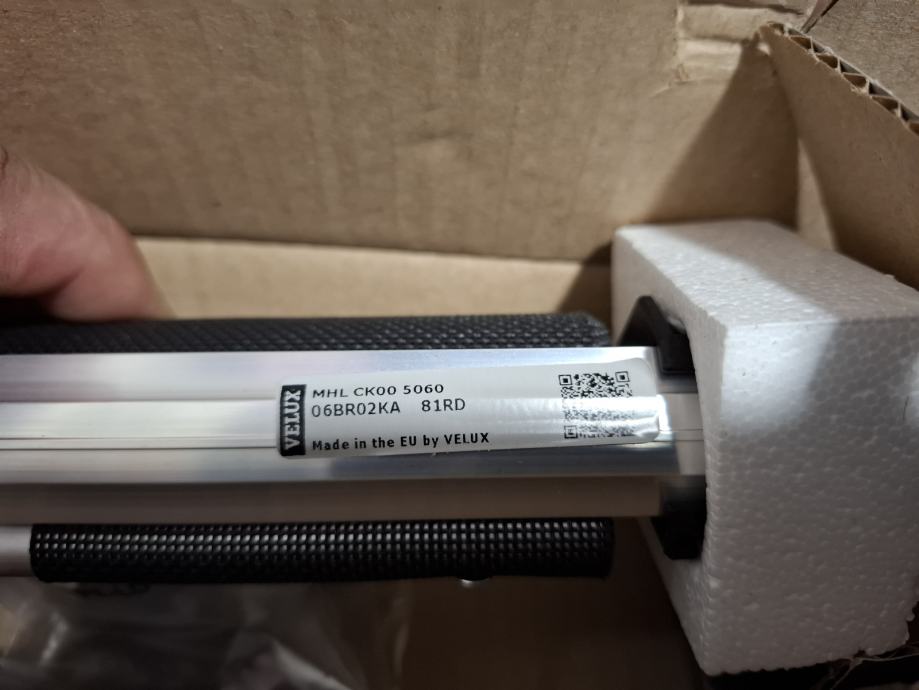 VELUX
MHL CK00 5060
06BR02KA 81RD
Made in the EU by VELUX